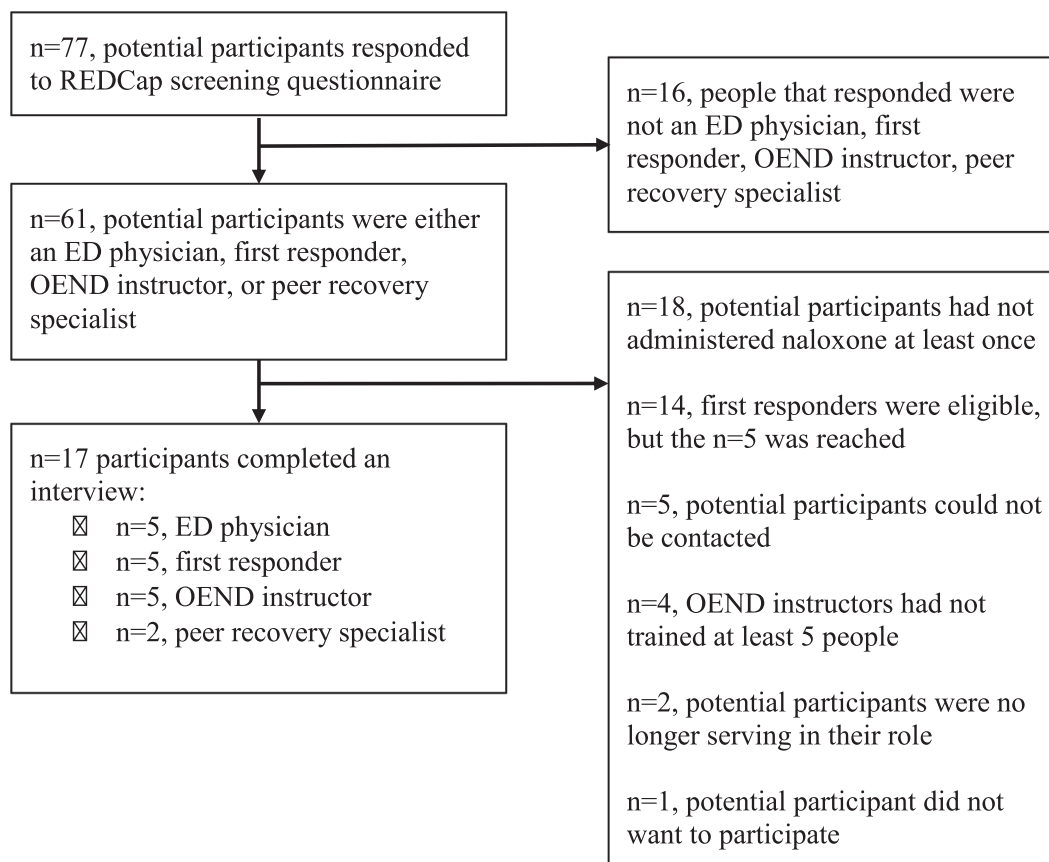 n=77, potential participants responded
to REDCap screening questionnaire
n=16, people that responded were
not an ED physician, first
responder, OEND instructor, peer
recovery specialist
n=61, potential participants were either
an ED physician, first responder,
OEND instructor, or peer recovery
specialist
n=18, potential participants had not
administered naloxone at least once
n=14, first responders were eligible,
but the n=5 was reached
n=5, potential participants could not
be contacted
n=4, OEND instructors had not
trained at least 5 people
n=2, potential participants were no
longer serving in their role
n=1, potential participant did not
want to participate
n=17 participants completed an
interview:
n=5, ED physician
n=5, first responder
n=5, OEND instructor
n=2, peer recovery specialist